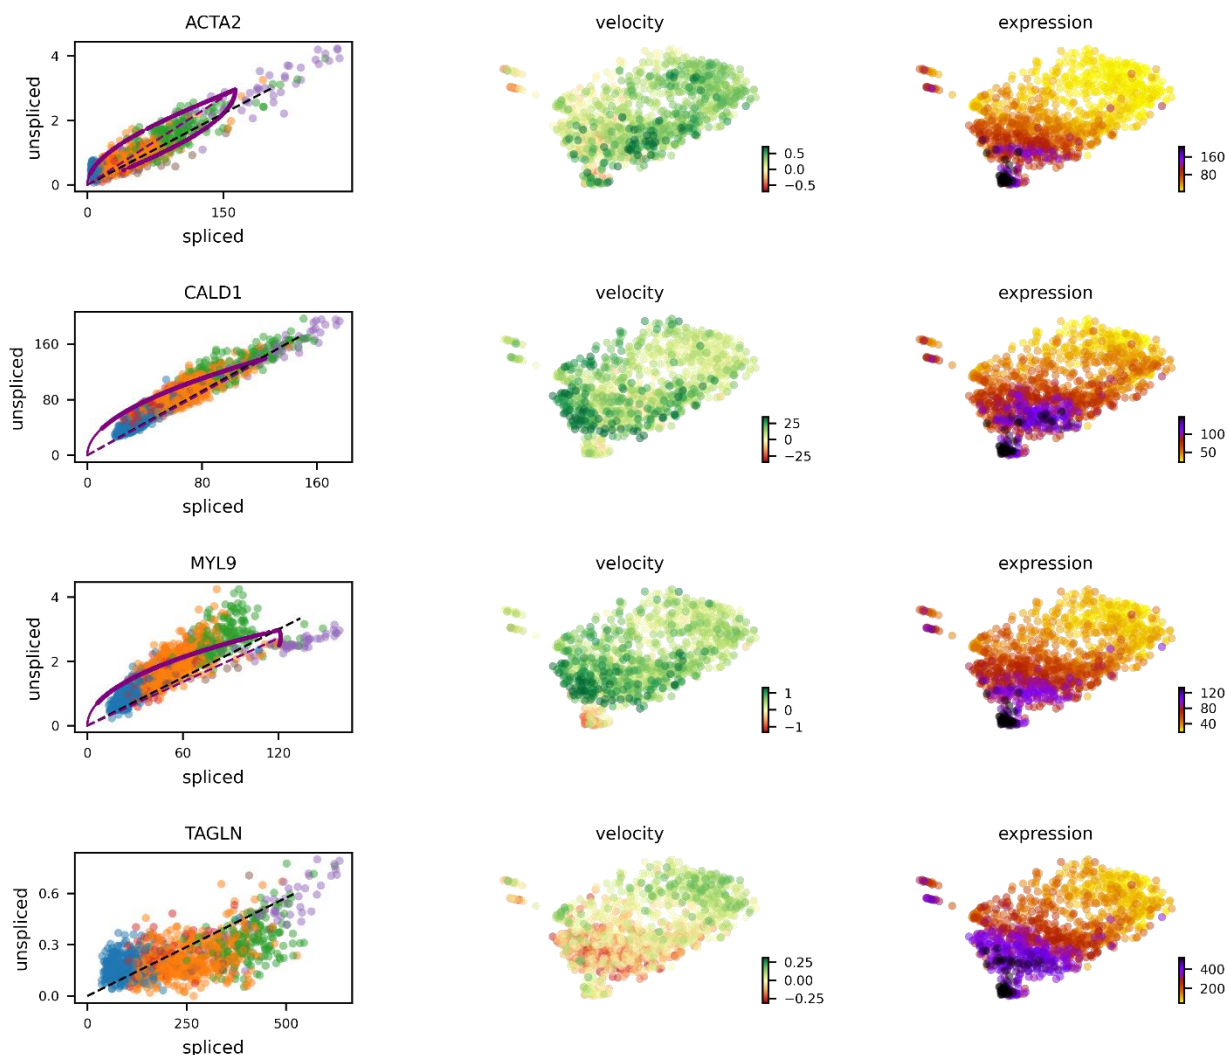 ACTA2 velocity expression
4
2
0
unspliced
0 150
spliced
0.5
0.0
−0.5
160
80
CALD1 velocity expression
160
80
0
unspliced
0 80 160
spliced
25
0
−25
100
50
MYL9 velocity expression
4
2
0
unspliced
0 60 120
spliced
1
0
−1
120
80
40
TAGLN velocity expression
0.6
0.3
0.0
unspliced
0 250 500
spliced
0.25
0.00
−0.25
400
200